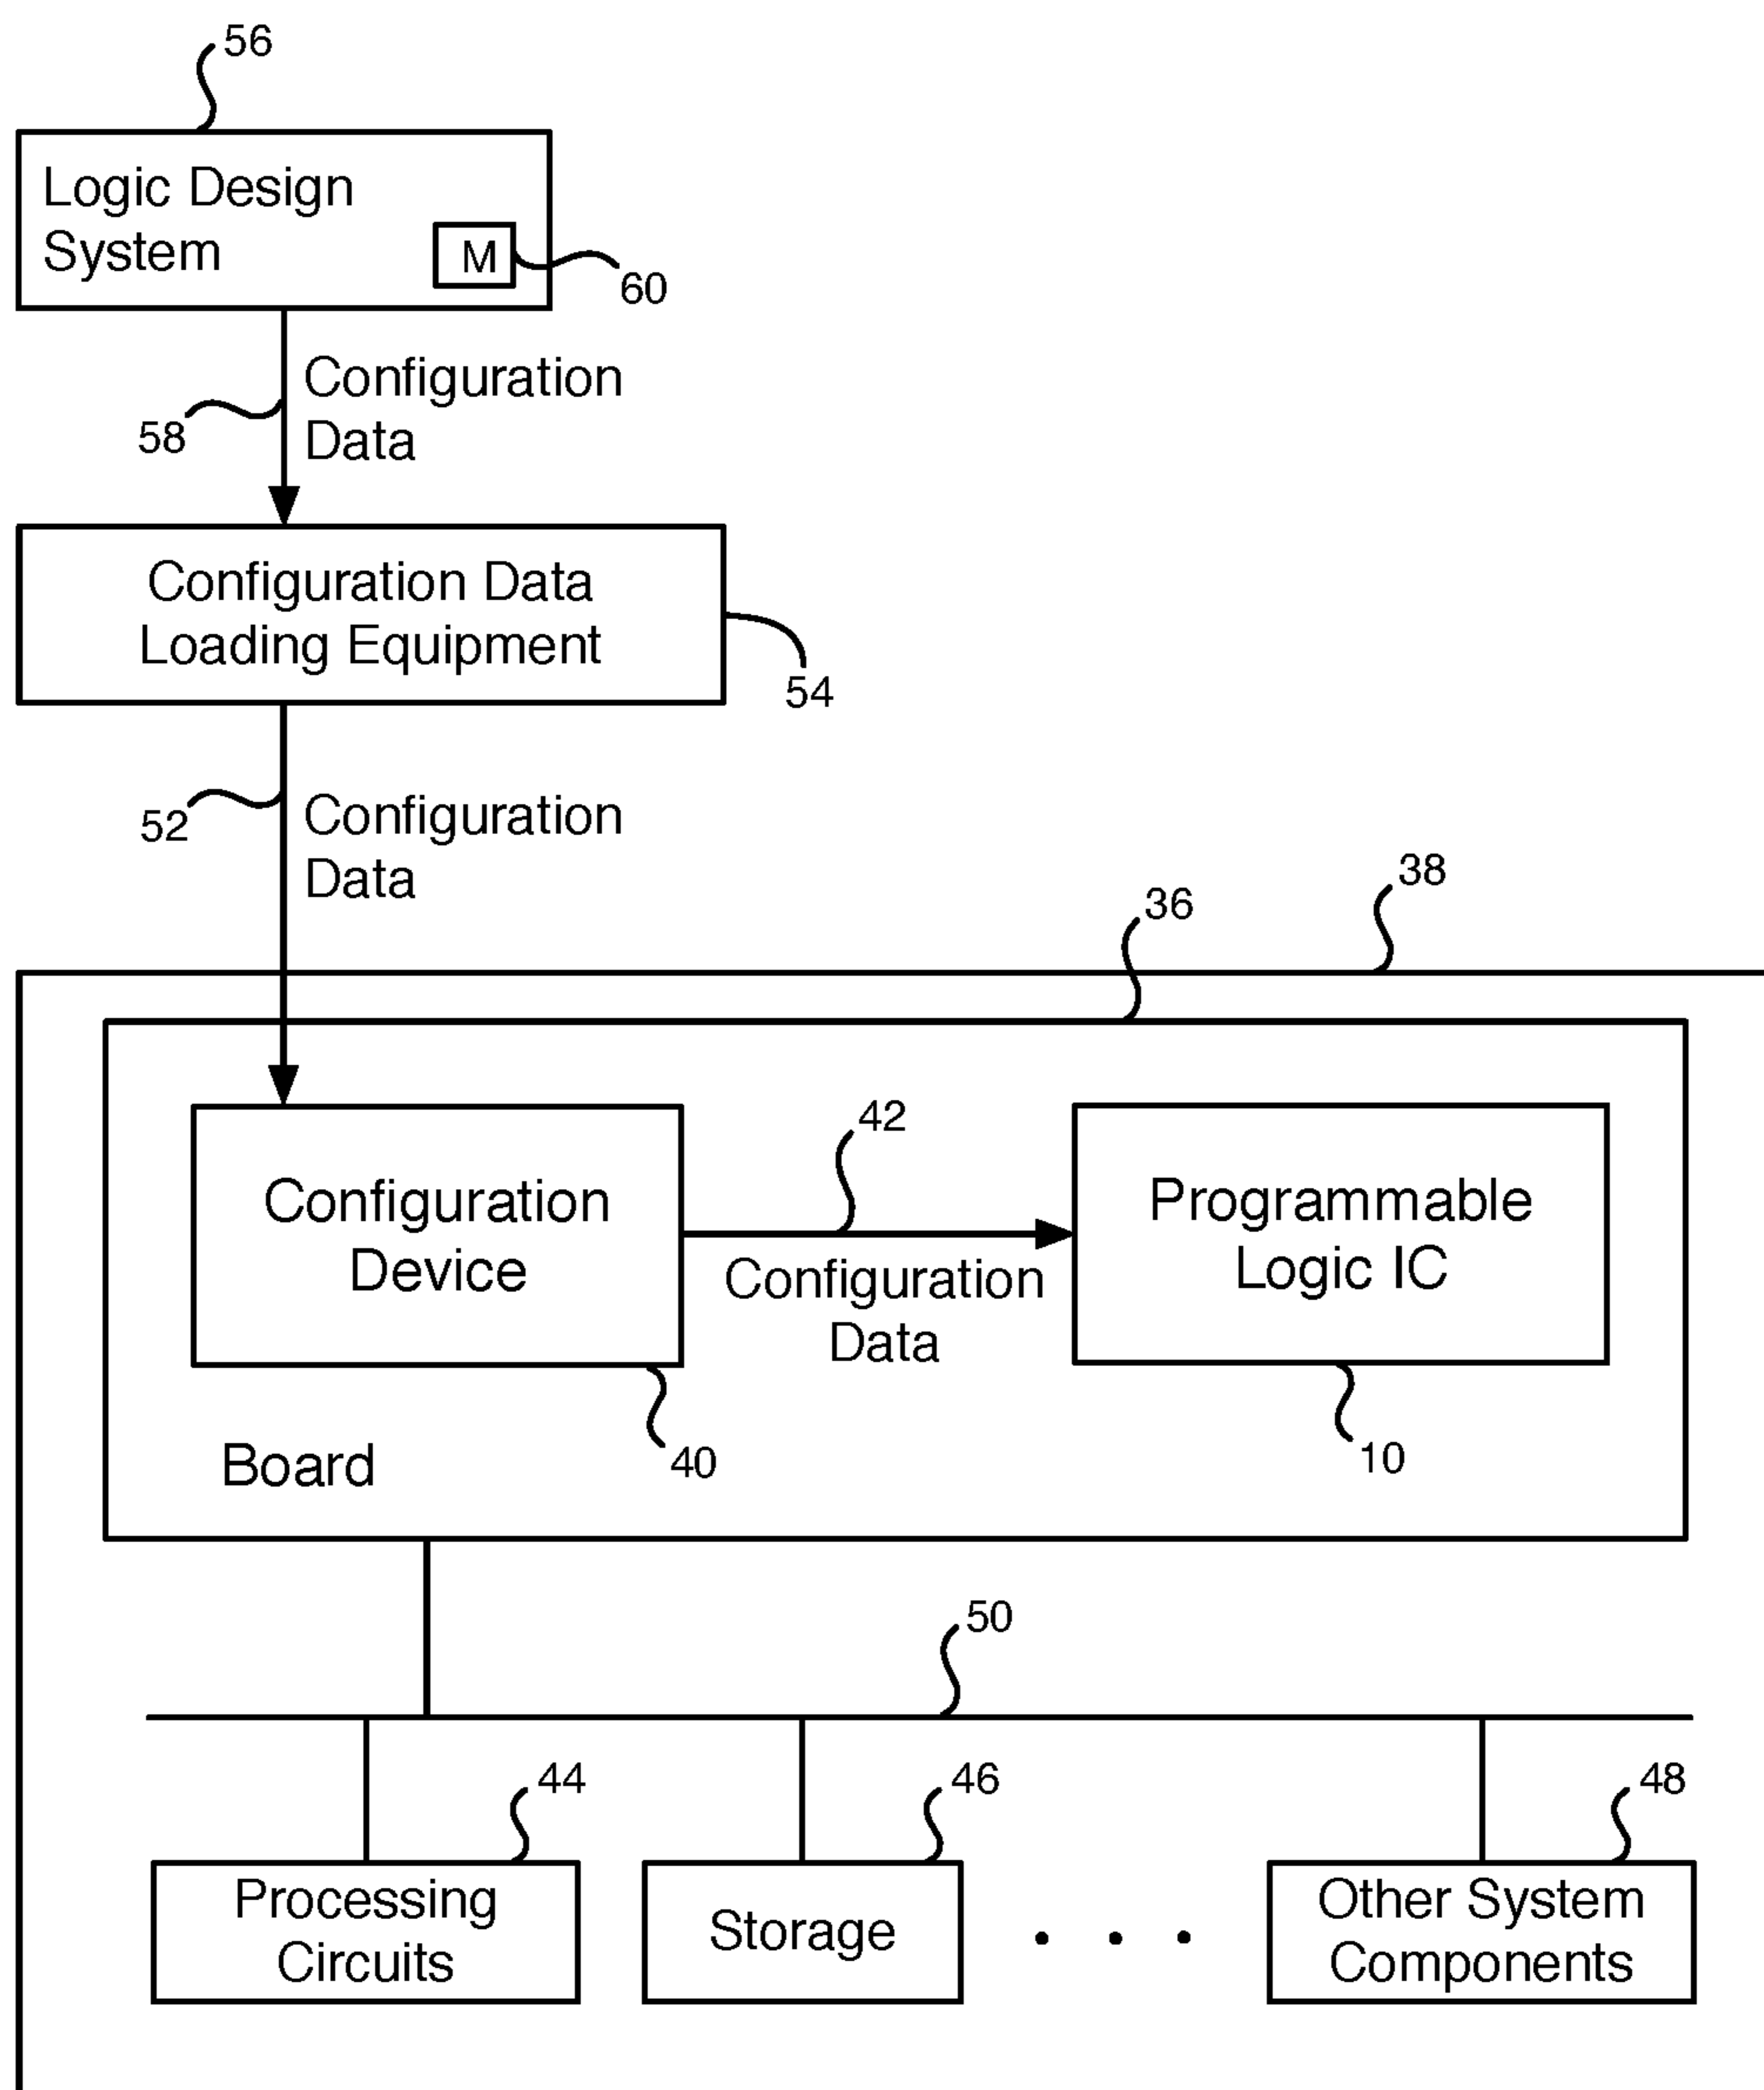 56
Logic Design
System
M
60
Configuration
Data
58
Configuration Data
Loading Equipment
54
Configuration
Data
52
38
36
42
Configuration
Device
Programmable
Logic IC
Configuration
Data
40
10
Board
50
44
46
48
Processing
Circuits
Storage
. . .
Other System
Components